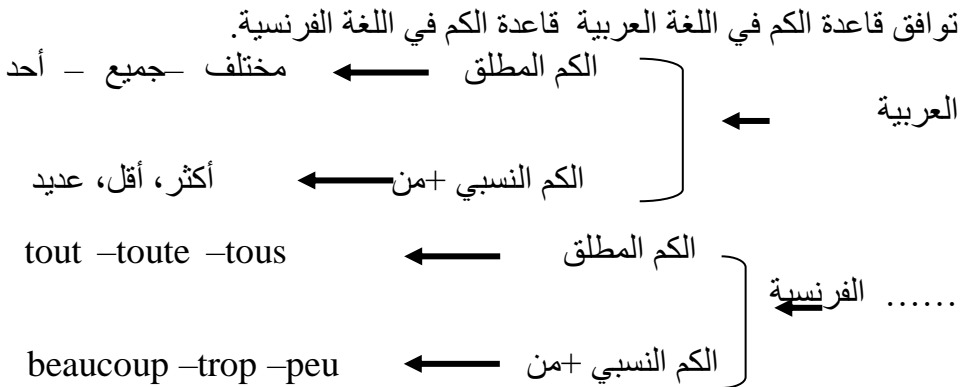 توافق قاعدة الكم في اللغة العربية قاعدة الكم في اللغة الفرنسية.
الكم المطلق مختلف –جميع – أحد
العربية
الكم النسبي +من أكثر، أقل، عديد
الكم المطلق tout –toute –tous
...... الفرنسية
الكم النسبي +من beaucoup –trop –peu